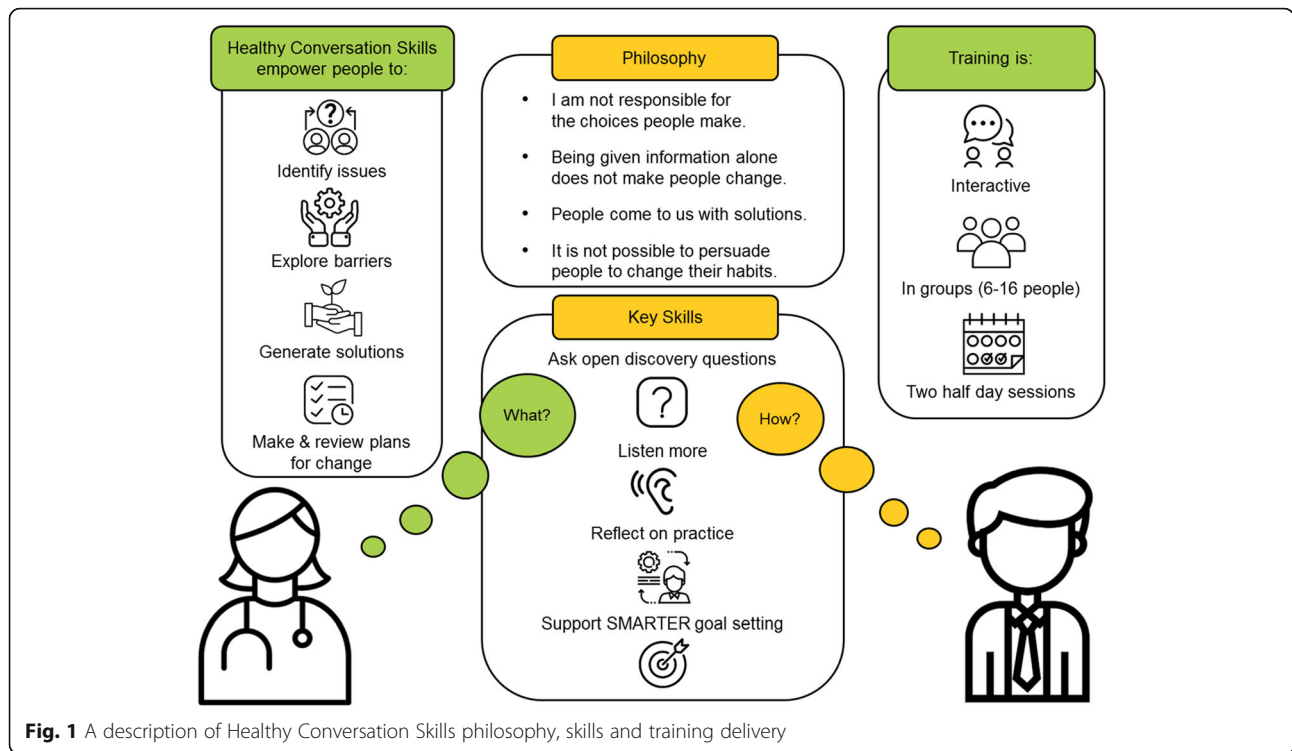 Healthy Conversation Skills
empower people to:
Identify issues
Explore barriers
Generate solutions
Make & review plans
for change
Philosophy
• I am not responsible for
the choices people make.
• Being given information alone
does not make people change.
• People come to us with solutions.
• It is not possible to persuade
people to change their habits.
Key Skills
Ask open discovery questions
?
Listen more
Reflect on practice
Support SMARTER goal setting
What?
How?
Training is:
Interactive
In groups (6-16 people)
Two half day sessions
Fig. 1 A description of Healthy Conversation Skills philosophy, skills and training delivery